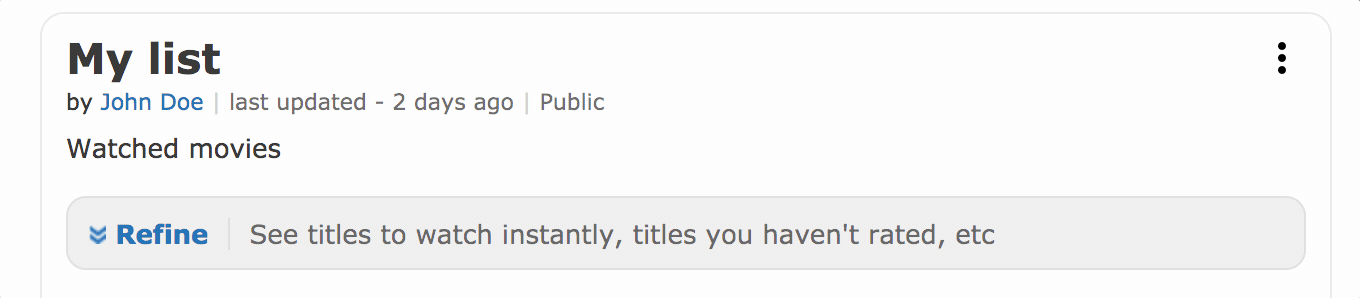 My list
by John Doe | last updated - 2 days ago | Public
Watched movies
Refine | See titles to watch instantly, titles you haven't rated, etc